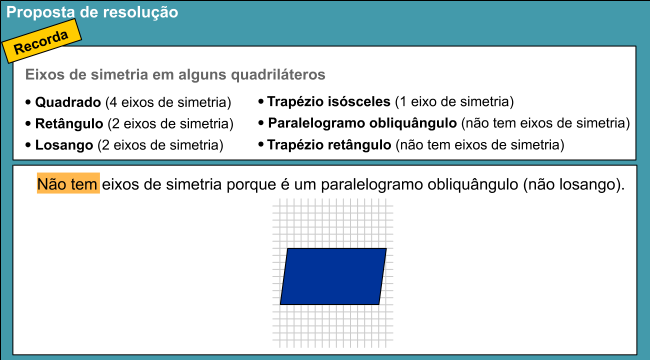 Proposta de resolução
Recorda
Eixos de simetria em alguns quadriláteros
• Quadrado (4 eixos de simetria)
• Retângulo (2 eixos de simetria)
• Losango (2 eixos de simetria)
• Trapézio isósceles (1 eixo de simetria)
• Paralelogramo obliquângulo (não tem eixos de simetria)
• Trapézio retângulo (não tem eixos de simetria)
Não tem eixos de simetria porque é um paralelogramo obliquângulo (não losango).